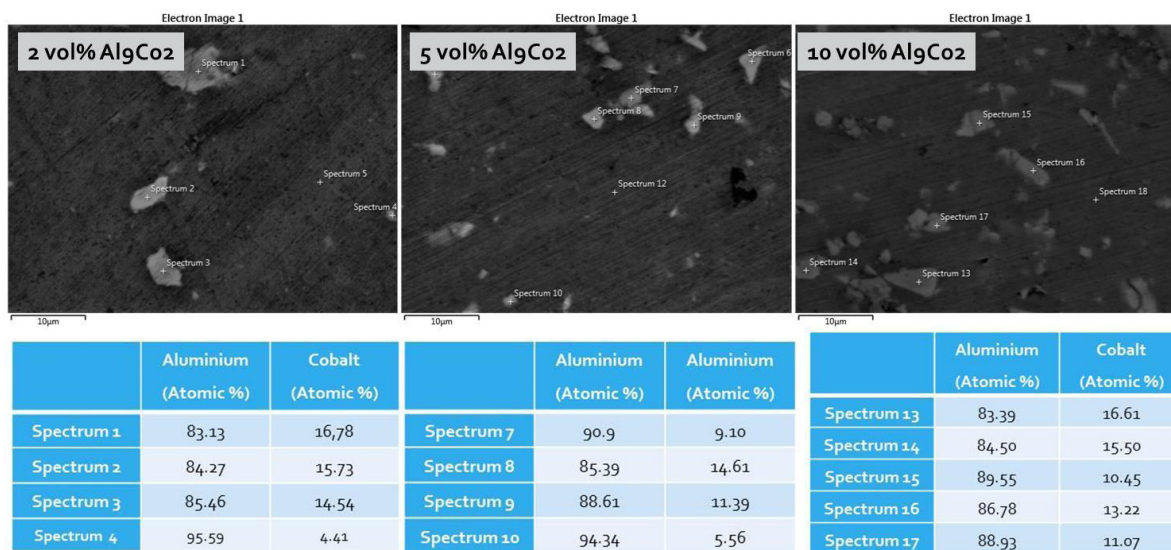 Electron Image 1
2 vol% Al9Co2
Spectrum 1
Spectrum 2
Spectrum 5
Spectrum 4
Spectrum 3
10µm
Electron Image 1
5 vol% Al9Co2
Spectrum 6
Spectrum 7
Spectrum 8
Spectrum 9
Spectrum 12
Spectrum 10
10µm
Electron Image 1
10 vol% Al9Co2
Spectrum 15
Spectrum 16
Spectrum 18
Spectrum 17
Spectrum 14
Spectrum 13
10µm
Aluminium Cobalt
(Atomic %) (Atomic %)
Spectrum 1 83.13 16,78
Spectrum 2 84.27 15.73
Spectrum 3 85.46 14.54
Spectrum 4 95.59 4.41
Aluminium Aluminium
(Atomic %) (Atomic %)
Spectrum 7 90.9 9.10
Spectrum 8 85.39 14.61
Spectrum 9 88.61 11.39
Spectrum 10 94.34 5.56
Aluminium Cobalt
(Atomic %) (Atomic %)
Spectrum 13 83.39 16.61
Spectrum 14 84.50 15.50
Spectrum 15 89.55 10.45
Spectrum 16 86.78 13.22
Spectrum 17 88.93 11.07